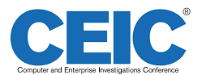 CEIC®
Computer and Enterprise Investigations Conference